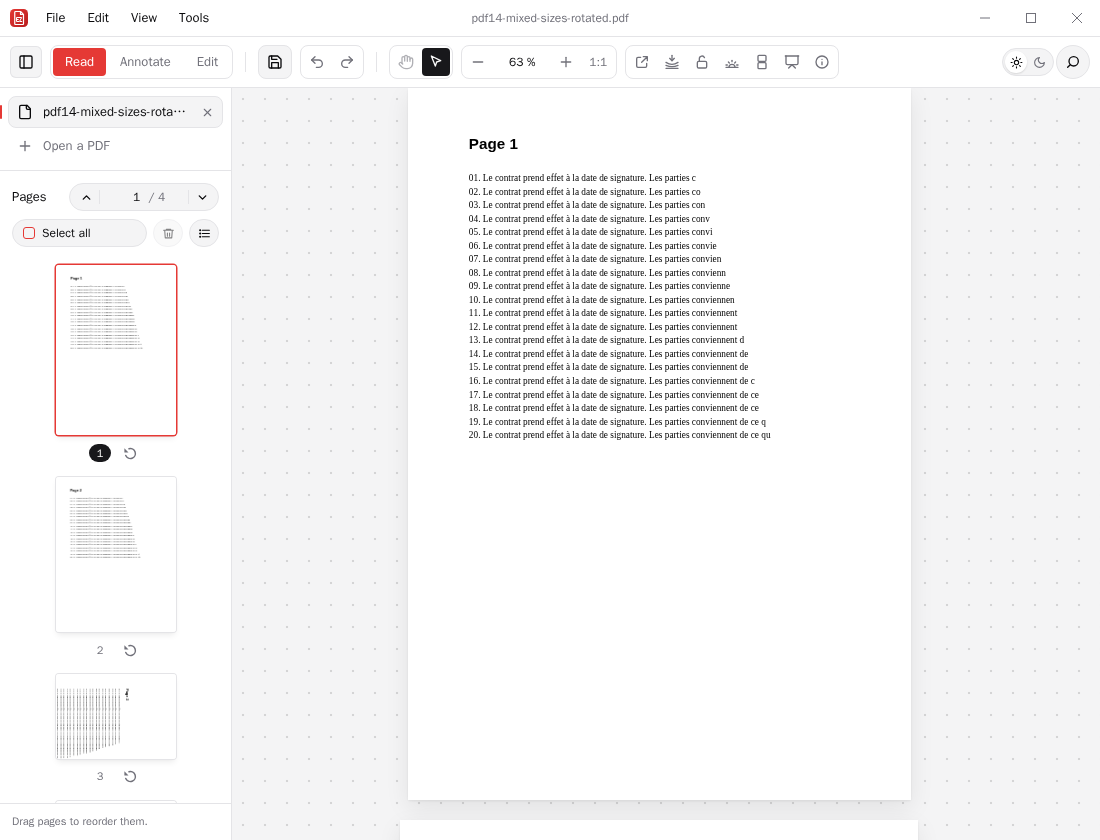 File Edit View Tools
pdf14-mixed-sizes-rotated.pdf
Read Annotate Edit
63 %
1:1
pdf14-mixed-sizes-rota···
Open a PDF
Pages
1 / 4
Select all
Page 1
1
Page 2
2
3
Drag pages to reorder them.
Page 1
01. Le contrat prend effet à la date de signature. Les parties c
02. Le contrat prend effet à la date de signature. Les parties co
03. Le contrat prend effet à la date de signature. Les parties con
04. Le contrat prend effet à la date de signature. Les parties conv
05. Le contrat prend effet à la date de signature. Les parties convi
06. Le contrat prend effet à la date de signature. Les parties convie
07. Le contrat prend effet à la date de signature. Les parties convien
08. Le contrat prend effet à la date de signature. Les parties convienn
09. Le contrat prend effet à la date de signature. Les parties convienne
10. Le contrat prend effet à la date de signature. Les parties conviennen
11. Le contrat prend effet à la date de signature. Les parties conviennent
12. Le contrat prend effet à la date de signature. Les parties conviennent
13. Le contrat prend effet à la date de signature. Les parties conviennent d
14. Le contrat prend effet à la date de signature. Les parties conviennent de
15. Le contrat prend effet à la date de signature. Les parties conviennent de
16. Le contrat prend effet à la date de signature. Les parties conviennent de c
17. Le contrat prend effet à la date de signature. Les parties conviennent de ce
18. Le contrat prend effet à la date de signature. Les parties conviennent de ce
19. Le contrat prend effet à la date de signature. Les parties conviennent de ce q
20. Le contrat prend effet à la date de signature. Les parties conviennent de ce qu